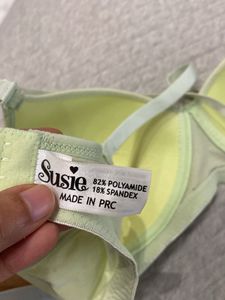 Susie
82% POLYAMIDE
18% SPANDEX
MADE IN PRC